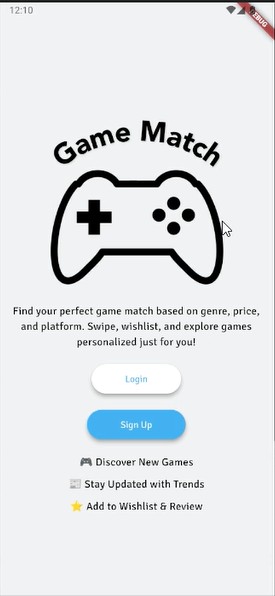 12:10
DEBUG
Game Match
Find your perfect game match based on genre, price,
and platform. Swipe, wishlist, and explore games
personalized just for you!
Login
Sign Up
🎮 Discover New Games
📰 Stay Updated with Trends
⭐ Add to Wishlist & Review